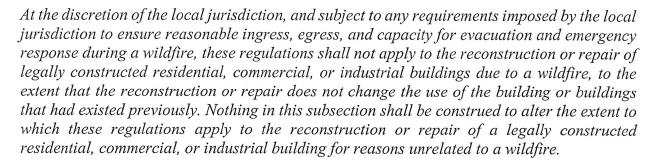 At the discretion of the local jurisdiction, and subject to any requirements imposed by the local
jurisdiction to ensure reasonable ingress, egress, and capacity for evacuation and emergency
response during a wildfire, these regulations shall not apply to the reconstruction or repair of
legally constructed residential, commercial, or industrial buildings due to a wildfire, to the
extent that the reconstruction or repair does not change the use of the building or buildings
that had existed previously. Nothing in this subsection shall be construed to alter the extent to
which these regulations apply to the reconstruction or repair of a legally constructed
residential, commercial, or industrial building for reasons unrelated to a wildfire.